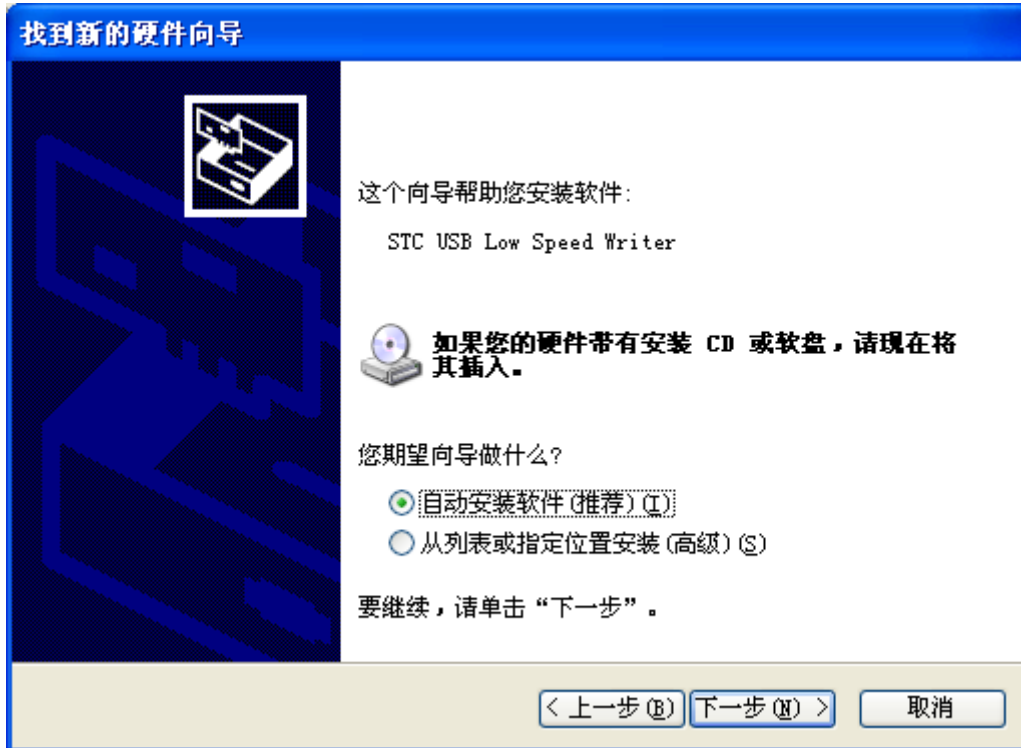 找到新的硬件向导
这个向导帮助您安装软件:
STC USB Low Speed Writer
如果您的硬件带有安装 CD 或软盘，请现在将
其插入。
您期望向导做什么?
自动安装软件(推荐)(I)
从列表或指定位置安装(高级)(S)
要继续，请单击“下一步”。
< 上一步(B) 下一步(N) > 取消